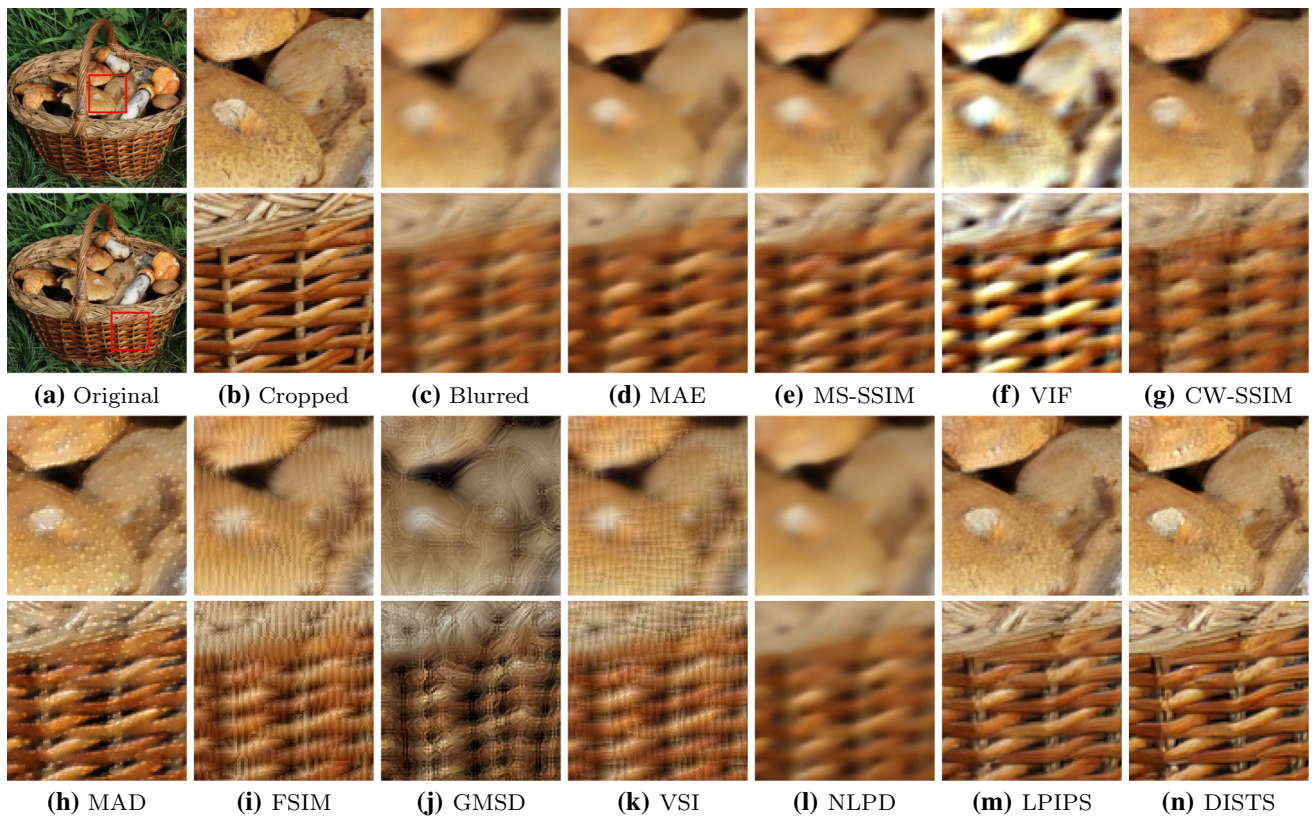 (a) Original
(b) Cropped
(c) Blurred
(d) MAE
(e) MS-SSIM
(f) VIF
(g) CW-SSIM
(h) MAD
(i) FSIM
(j) GMSD
(k) VSI
(l) NLPD
(m) LPIPS
(n) DISTS